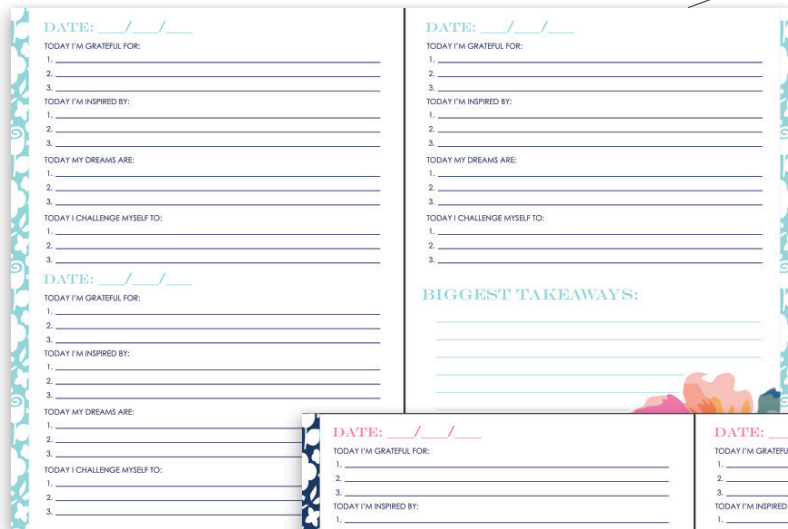 DATE: ___/___/___
TODAY I'M GRATEFUL FOR:
1.
2.
3.
TODAY I'M INSPIRED BY:
1.
2.
3.
TODAY MY DREAMS ARE:
1.
2.
3.
TODAY I CHALLENGE MYSELF TO:
1.
2.
3.
DATE: ___/___/___
TODAY I'M GRATEFUL FOR:
1.
2.
3.
TODAY I'M INSPIRED BY:
1.
2.
3.
TODAY MY DREAMS ARE:
1.
2.
3.
TODAY I CHALLENGE MYSELF TO:
1.
2.
3.
DATE: ___/___/___
TODAY I'M GRATEFUL FOR:
1.
2.
3.
TODAY I'M INSPIRED BY:
1.
2.
3.
TODAY MY DREAMS ARE:
1.
2.
3.
TODAY I CHALLENGE MYSELF TO:
1.
2.
3.
BIGGEST TAKEAWAYS:
DATE: ___/___/___
TODAY I'M GRATEFUL FOR:
1.
2.
3.
TODAY I'M INSPIRED BY:
1.
DATE: __
TODAY I'M GRATEFU
1.
2.
3.
TODAY I'M INSPIRED
1.